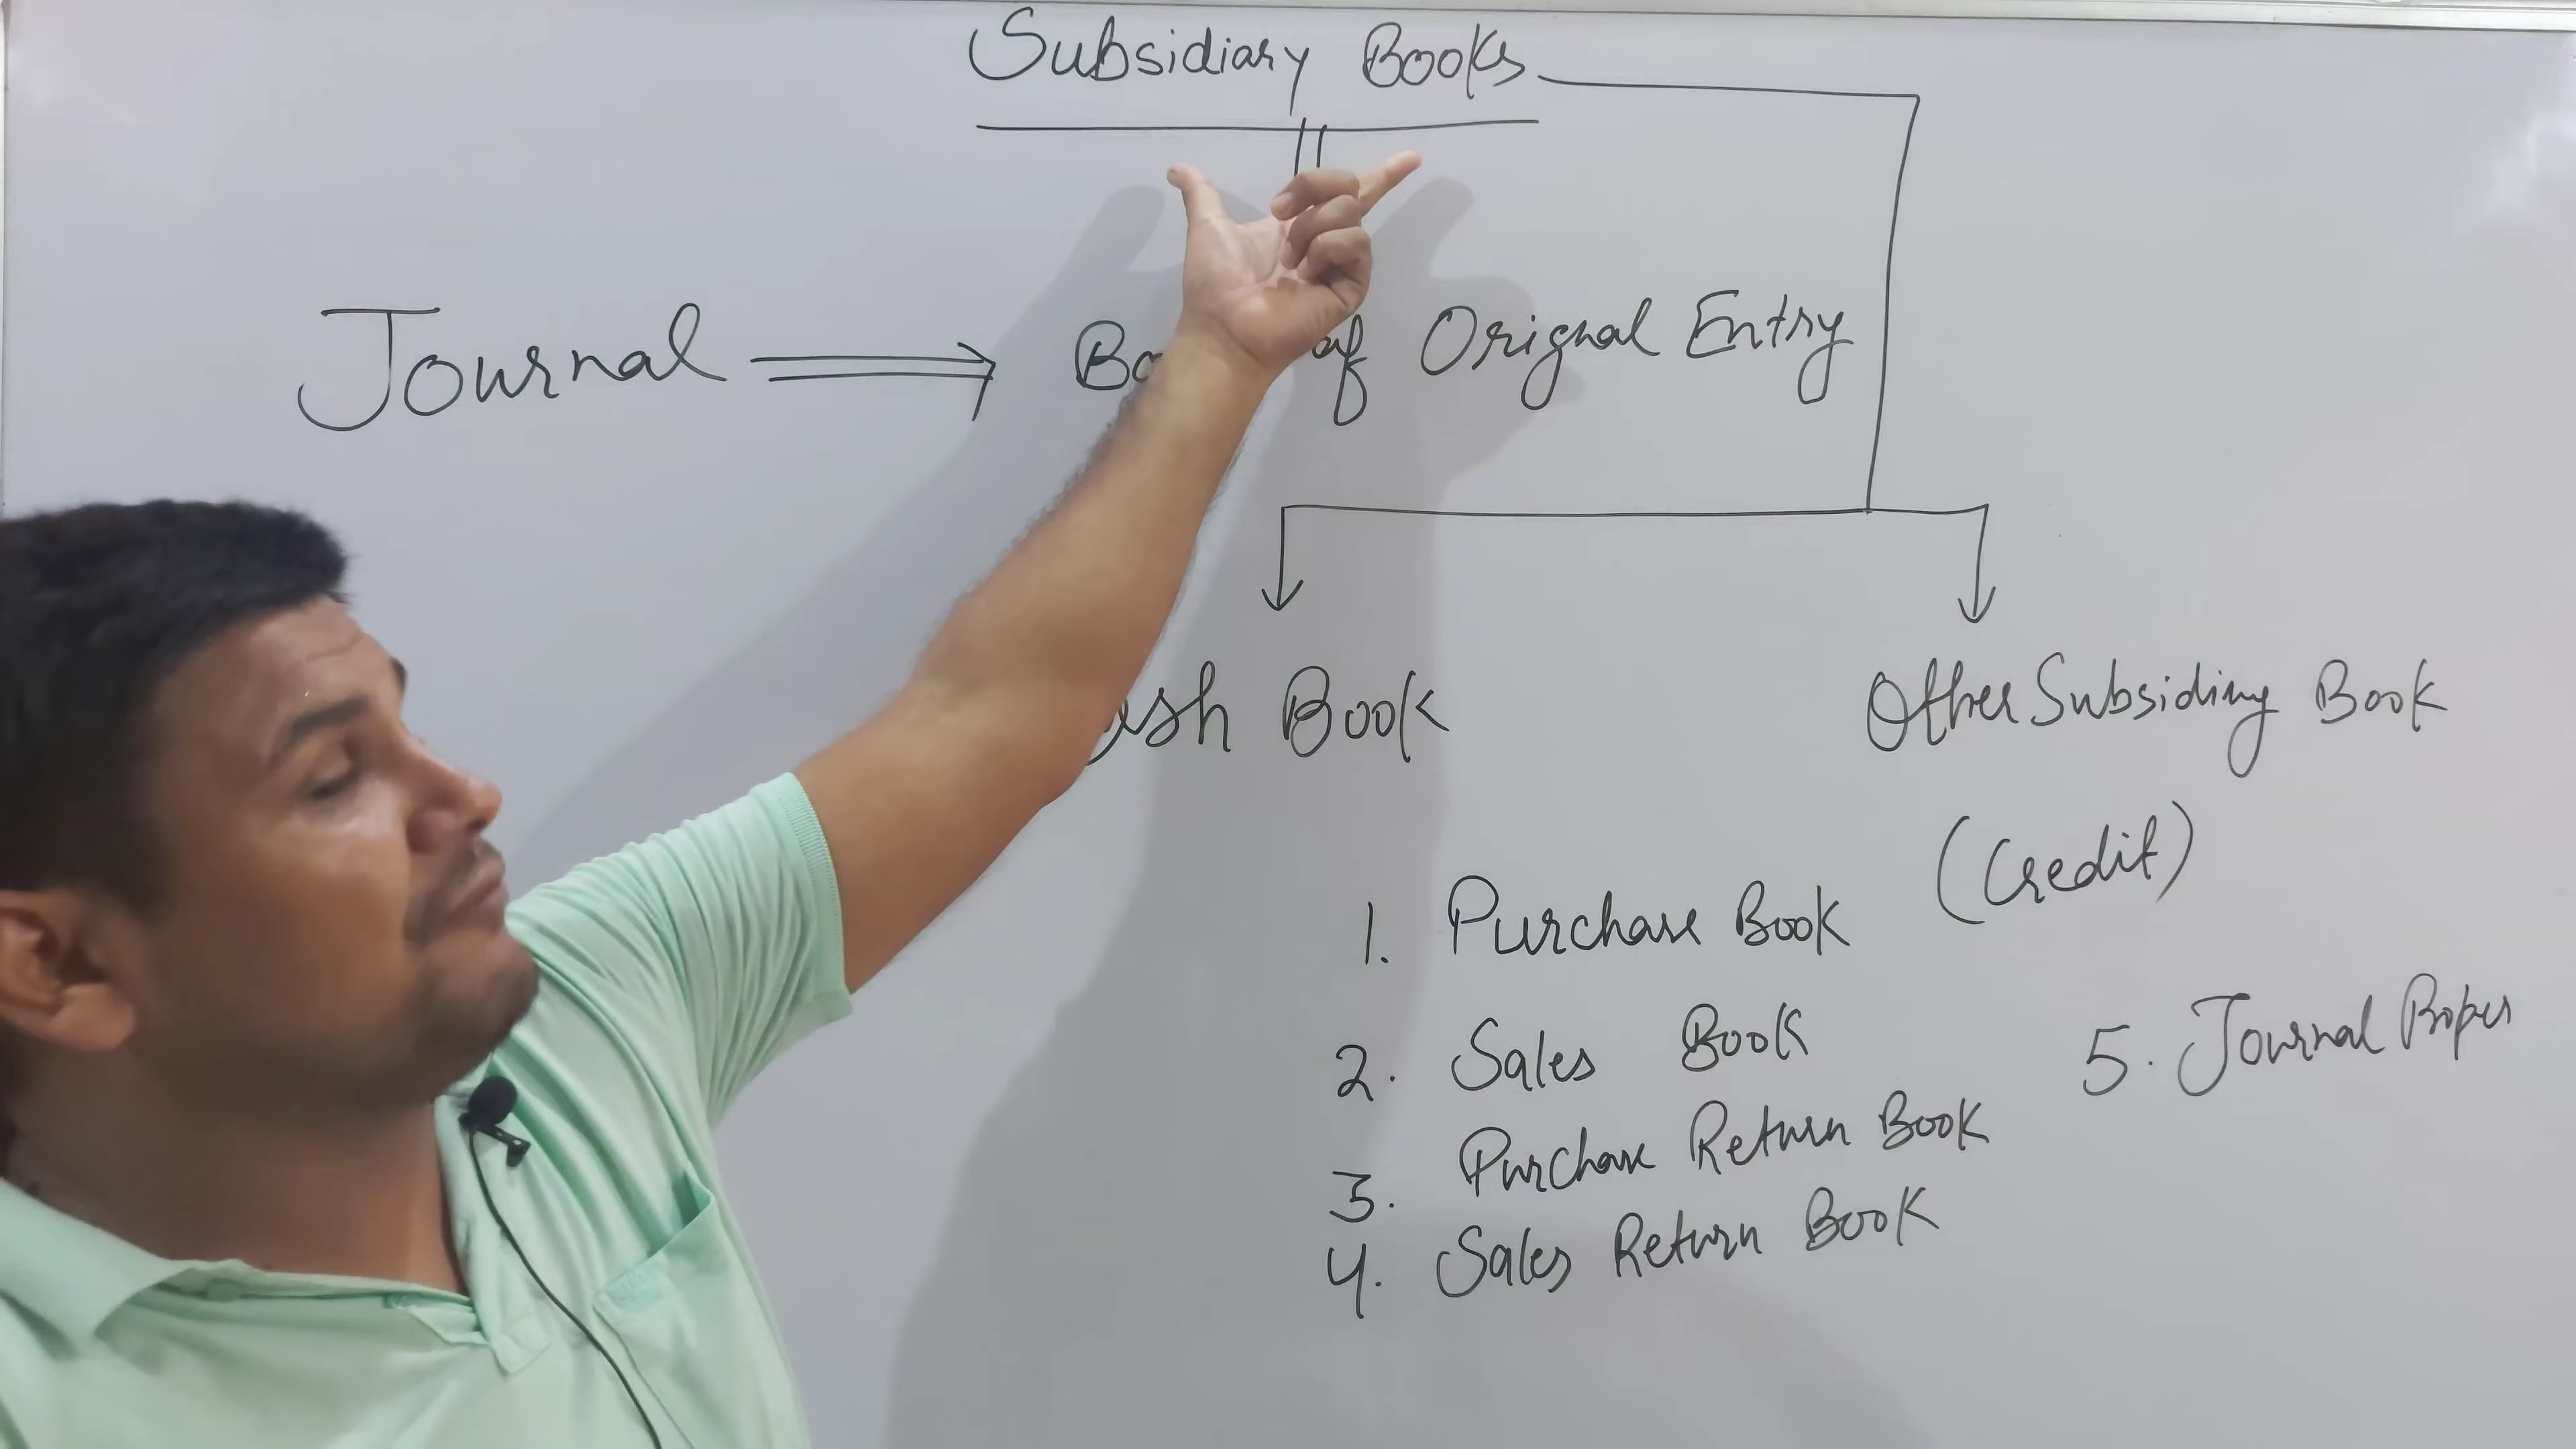 Subsidiary Books
Journal of Orignal Entry
Book Other Subsidiary Book
(Credit)
1. Purchase Book
2. Sales Book
5. Journal Proper
3. Purchase Return Book
4. Sales Return Book